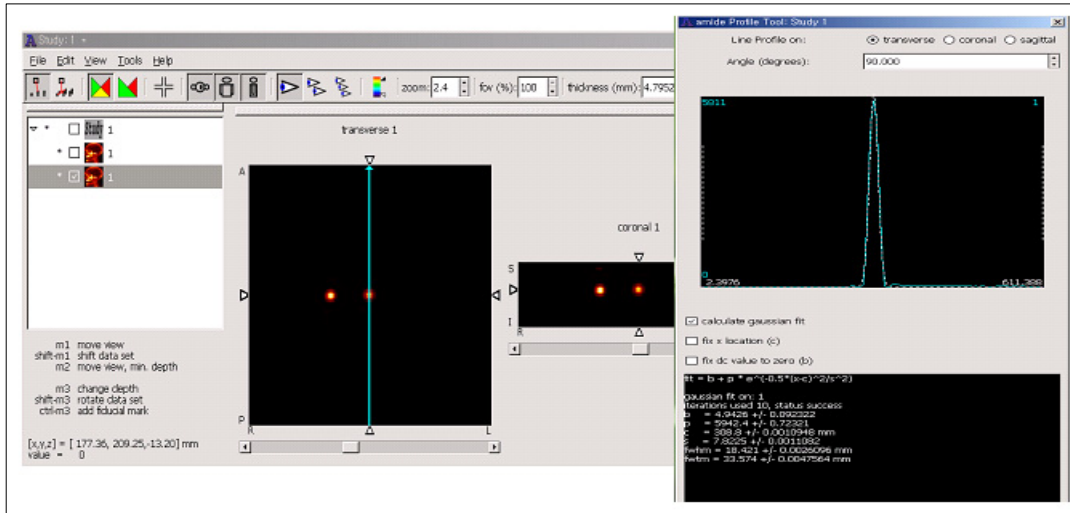 Study: 1
File Edit View Tools Help
zoom: 2.4 fov (%): 100 thickness (mm): 4.7952
Study 1
1
1
transverse 1
A
P
R L
coronal 1
S
I
R
m1 move view
shift-m1 shift data set
m2 move view, min. depth
m3 change depth
shift-m3 rotate data set
ctrl-m3 add fiducial mark
[x,y,z] = [ 177.36, 209.25,-13.20] mm
value = 0
amide Profile Tool: Study 1
Line Profile on: transverse coronal sagittal
Angle (degrees): 90.000
5811 1
0
2.3976 611.388
calculate gaussian fit
fix x location (c)
fix dc value to zero (b)
fit = b + p * e^(-0.5*(x-c)^2/s^2)
gaussian fit on: 1
iterations used 10, status success
b = 4.9426 +/- 0.092322
p = 5942.4 +/- 0.72321
c = 308.8 +/- 0.0010948 mm
s = 7.8225 +/- 0.0011082
fwhm = 18.421 +/- 0.0026096 mm
fwtm = 33.574 +/- 0.0047564 mm